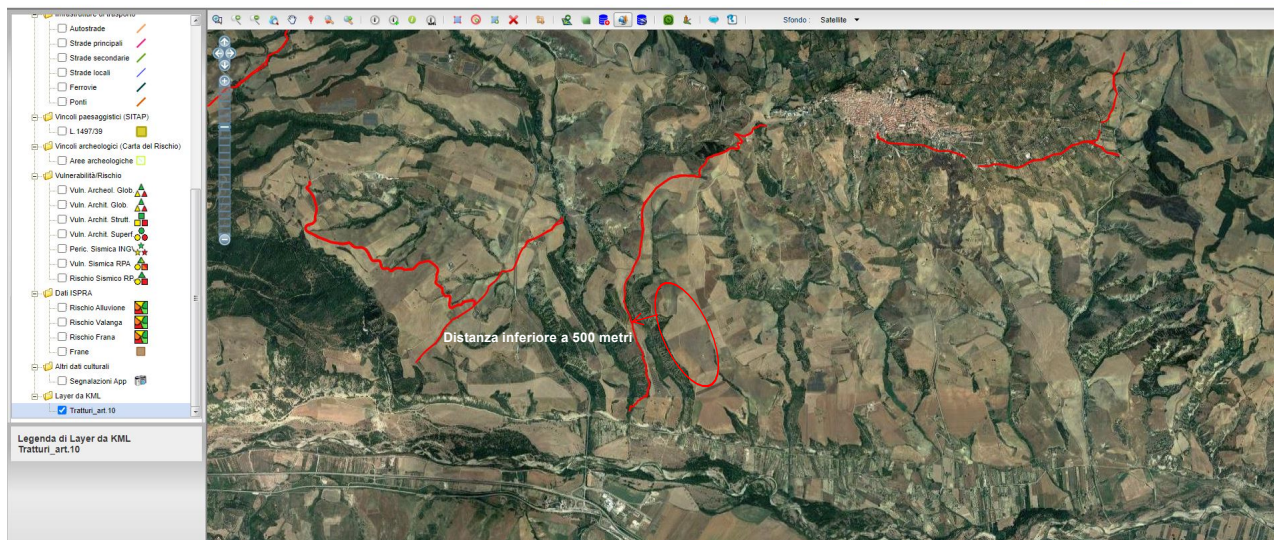 Infrastrutture di trasporto
Autostrade
Strade principali
Strade secondarie
Strade locali
Ferrovie
Ponti
Vincoli paesaggistici (SITAP)
L.1497/39
Vincoli archeologici (Carta del Rischio)
Aree archeologiche
Vulnerabilità/Rischio
Vuln. Archeol. Glob.
Vuln. Archit. Glob.
Vuln. Archit. Strutt.
Vuln. Archit. Superf.
Peric. Sismica INGV
Vuln. Sismica RPA
Rischio Sismico RP
Dati ISPRA
Rischio Alluvione
Rischio Valanga
Rischio Frana
Frane
Altri dati culturali
Segnalazioni App
Layer da KML
Tratturi_art.10
Legenda di Layer da KML
Tratturi_art.10
Sfondo : Satellite
Distanza inferiore a 500 metri